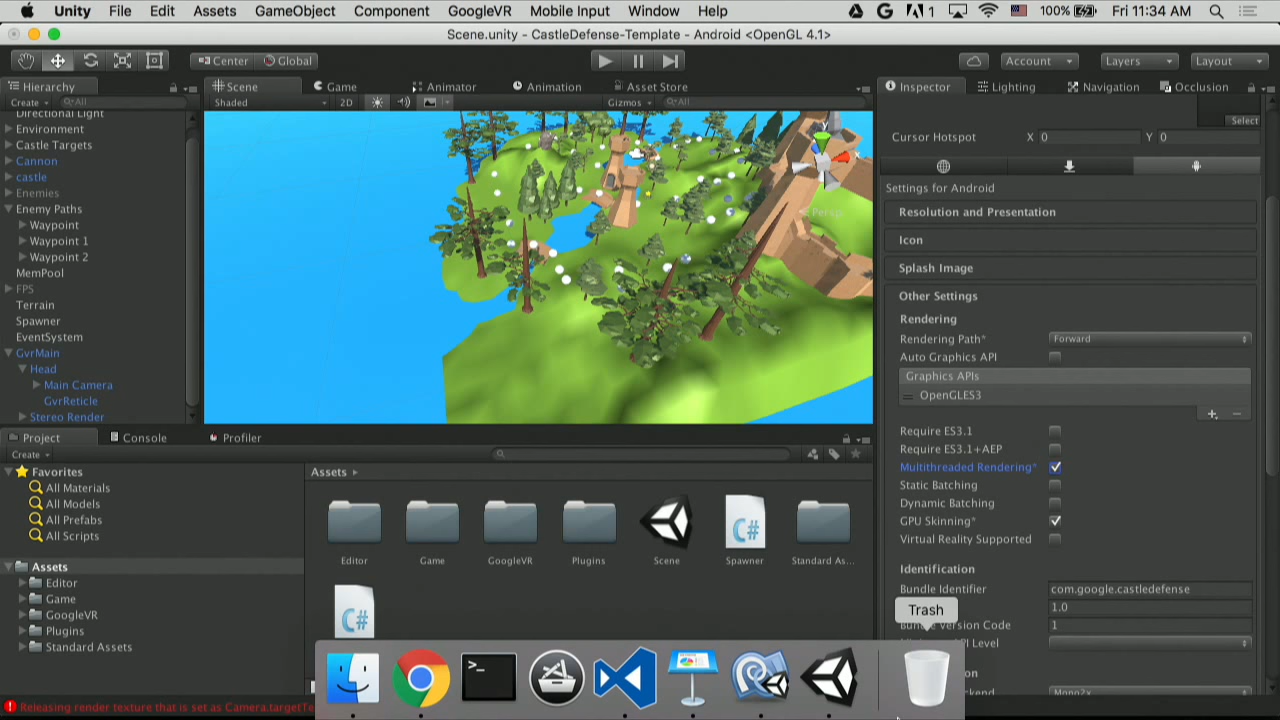 Unity File Edit Assets GameObject Component GoogleVR Mobile Input Window Help 1 100% Fri 11:34 AM
Scene.unity - CastleDefense-Template - Android <OpenGL 4.1>
Center Global Account Layers Layout
Hierarchy Scene Game Animator Animation Asset Store Inspector Lighting Navigation Occlusion
Create All Shaded 2D Gizmos All
Directional Light
Environment
Castle Targets
Cannon
castle
Enemies
Enemy Paths
Waypoint
Waypoint 1
Waypoint 2
MemPool
FPS
Terrain
Spawner
EventSystem
GvrMain
Head
Main Camera
GvrReticle
Stereo Render
y
x
Persp
Select
Cursor Hotspot X 0 Y 0
Settings for Android
Resolution and Presentation
Icon
Splash Image
Other Settings
Rendering
Rendering Path* Forward
Auto Graphics API
Graphics APIs
OpenGLES3
Require ES3.1
Require ES3.1+AEP
Multithreaded Rendering*
Static Batching
Dynamic Batching
GPU Skinning*
Virtual Reality Supported
Identification
Bundle Identifier com.google.castledefense
1.0
Version Code 1
API Level
Mono2x
Project Console Profiler
Create
Favorites
All Materials
All Models
All Prefabs
All Scripts
Assets
Editor
Game
GoogleVR
Plugins
Standard Assets
Assets
Editor Game GoogleVR Plugins Scene Spawner Standard As...
C#
C#
Trash
Releasing render texture that is set as Camera.targetTe